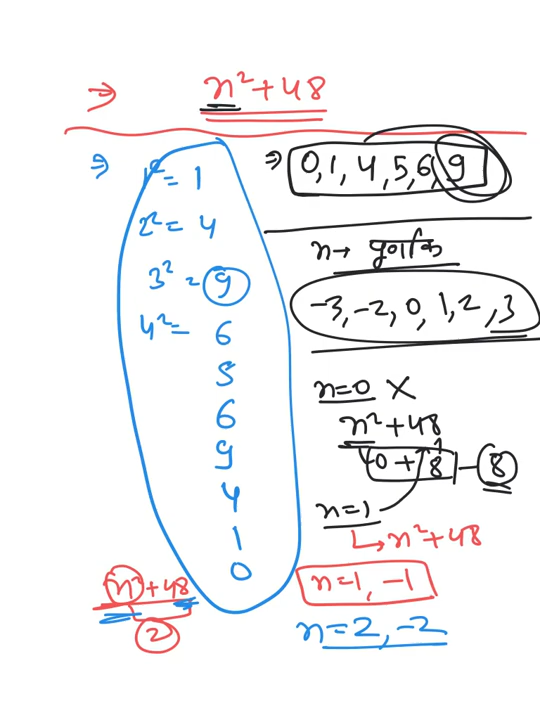 ⇒ n² + 48
⇒ 1² = 1
2² = 4
3² = 9
4² = 6
5
6
9
4
1
0
n² + 48
2
⇒ 0, 1, 4, 5, 6, 9
n →
-3, -2, 0, 1, 2, 3
n=0 X
n² + 48
0 + 8 - 8
n=1
↳ n² + 48
n=1, -1
n=2, -2